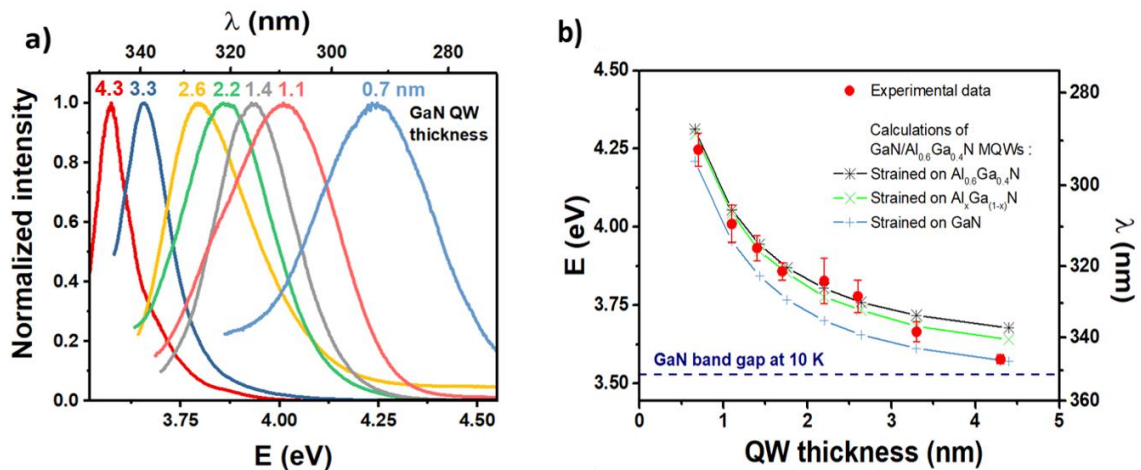 a)
λ (nm)
340 320 300 280
4.3 3.3 2.6 2.2 1.4 1.1 0.7 nm
GaN QW
thickness
Normalized intensity
1.0
0.8
0.6
0.4
0.2
0.0
3.75 4.00 4.25 4.50
E (eV)
b)
E (eV)
4.50
4.25
4.00
3.75
3.50
Experimental data
Calculations of
GaN/Al0.6Ga0.4N MQWs :
Strained on Al0.6Ga0.4N
Strained on AlxGa(1-x)N
Strained on GaN
GaN band gap at 10 K
0 1 2 3 4 5
QW thickness (nm)
280
300
320
340
360
λ (nm)